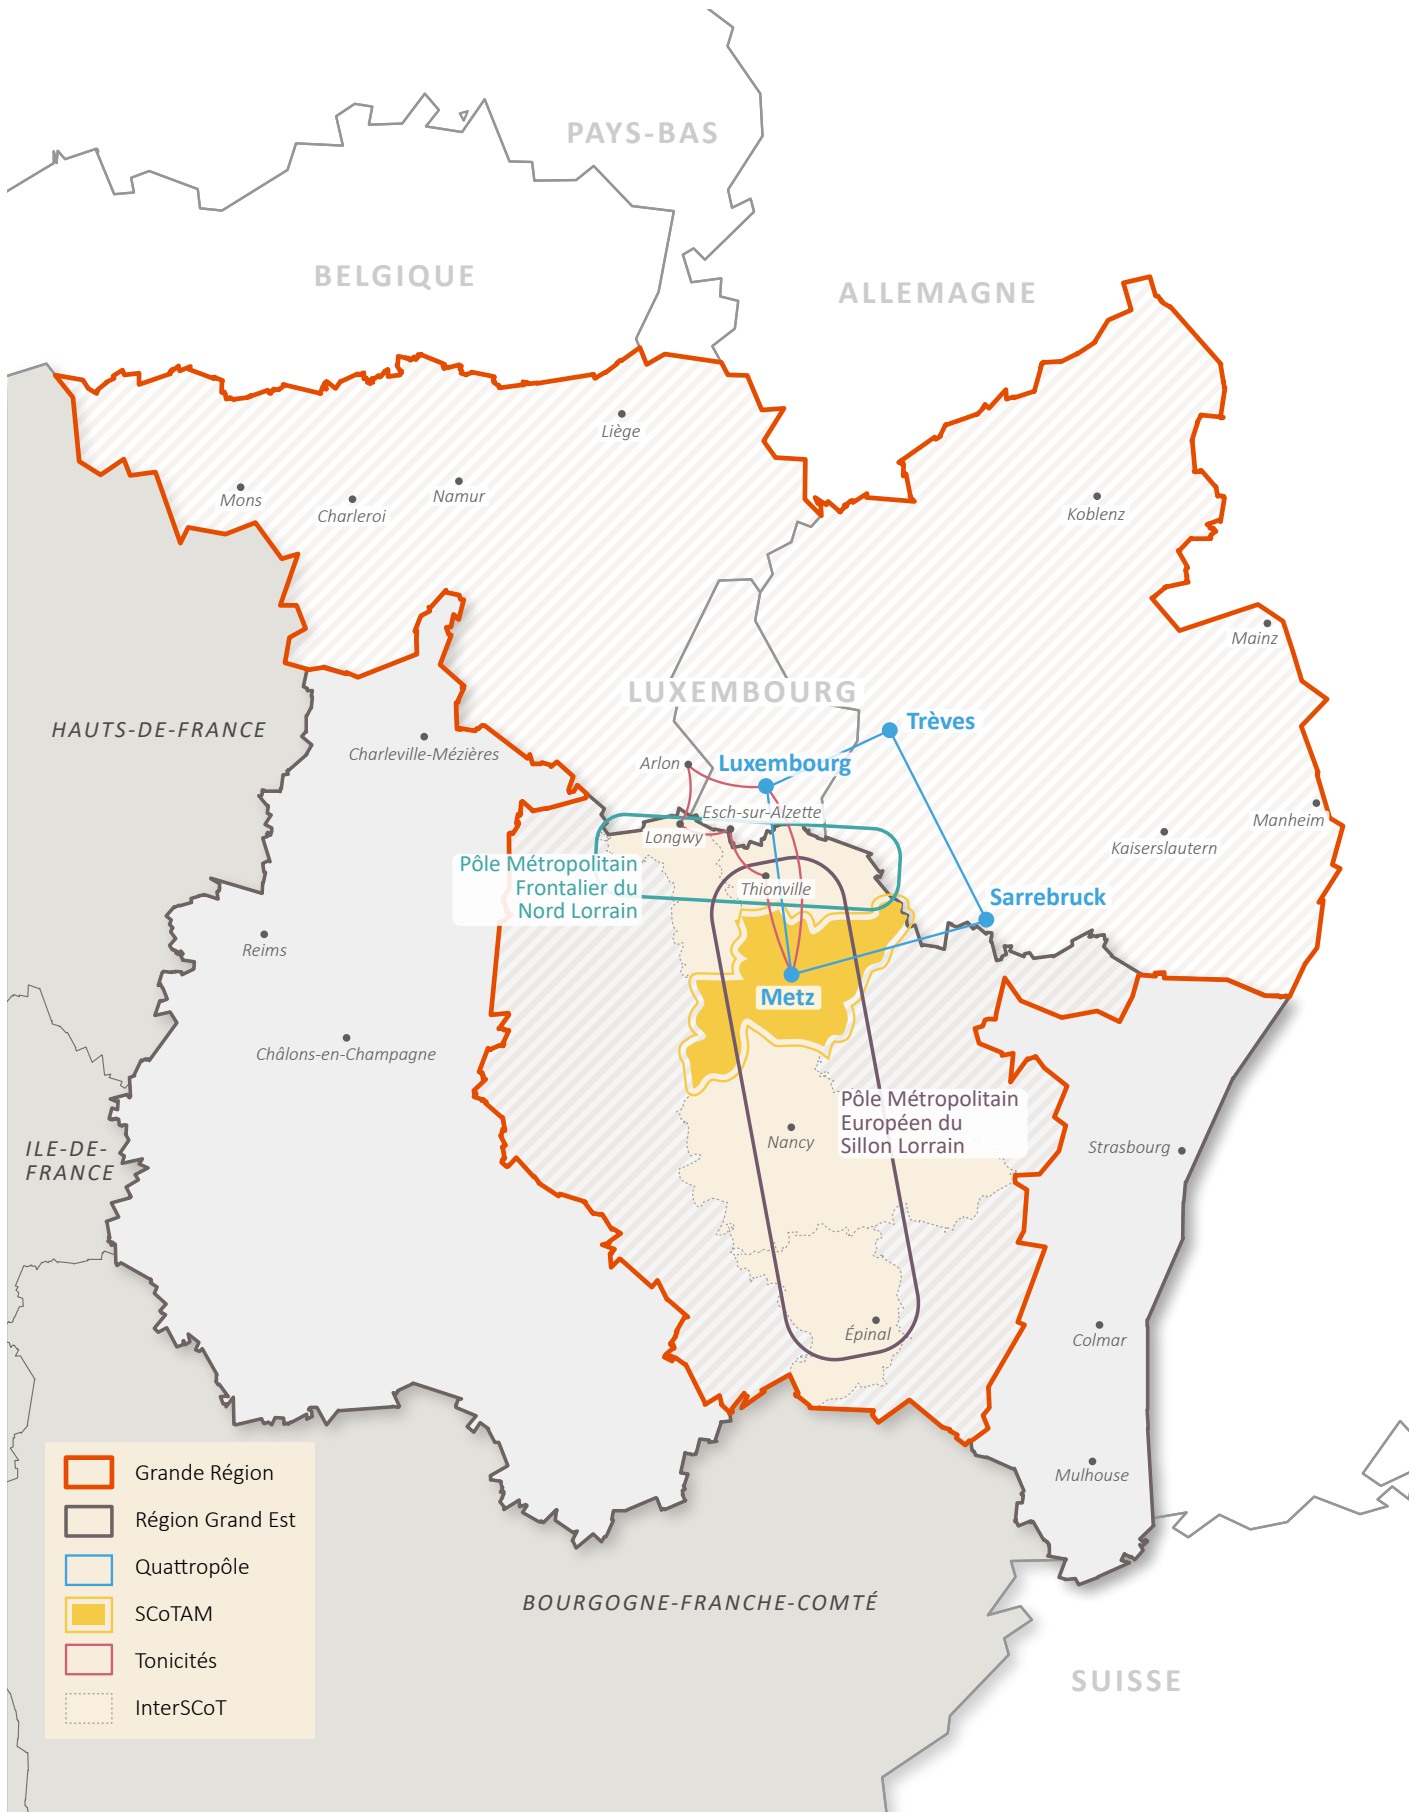 PAYS-BAS
BELGIQUE
ALLEMAGNE
Liège
Mons
Charleroi
Namur
Koblenz
Mainz
LUXEMBOURG
HAUTS-DE-FRANCE
Charleville-Mézières
Trèves
Arlon
Luxembourg
Esch-sur-Alzette
Longwy
Manheim
Kaiserslautern
Pôle Métropolitain
Frontalier du
Nord Lorrain
Thionville
Sarrebruck
Reims
Metz
Châlons-en-Champagne
Pôle Métropolitain
Européen du
Sillon Lorrain
Nancy
Strasbourg
ILE-DE-
FRANCE
Épinal
Colmar
Mulhouse
Grande Région
Région Grand Est
Quattropôle
SCoTAM
Tonicités
InterSCoT
BOURGOGNE-FRANCHE-COMTÉ
SUISSE